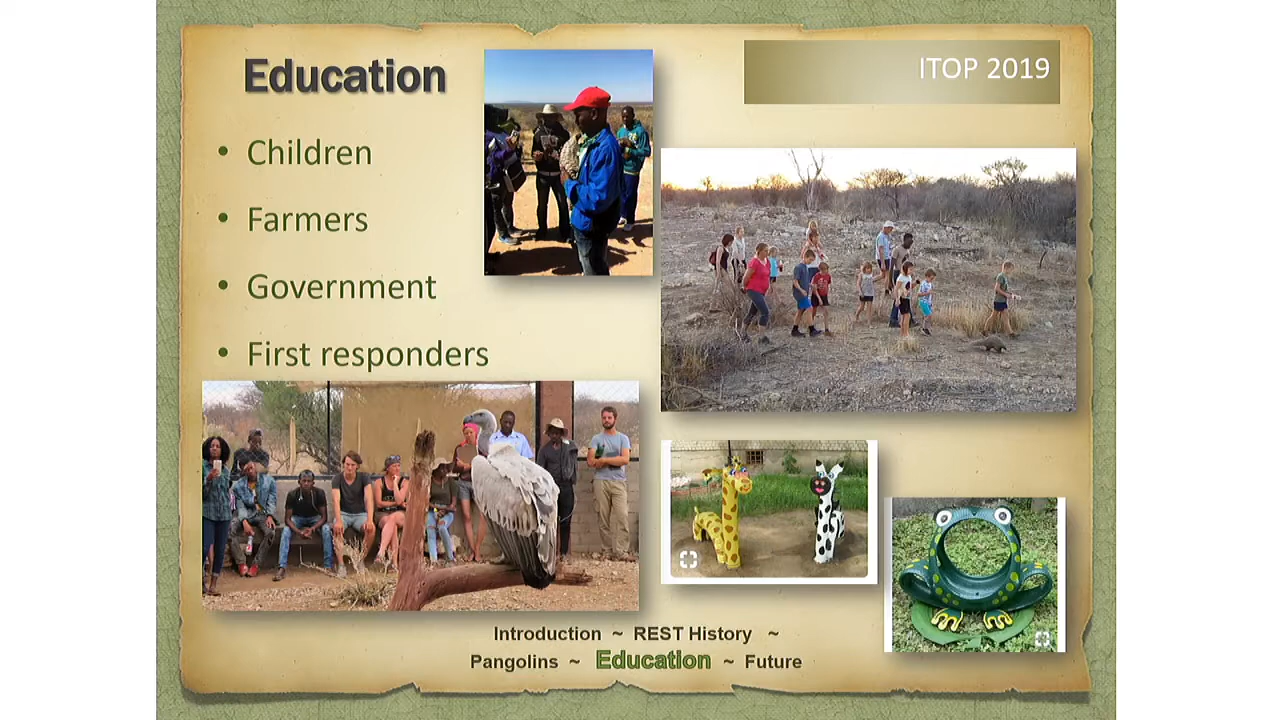 Education
ITOP 2019
• Children
• Farmers
• Government
• First responders
Introduction ~ REST History ~
Pangolins ~ Education ~ Future